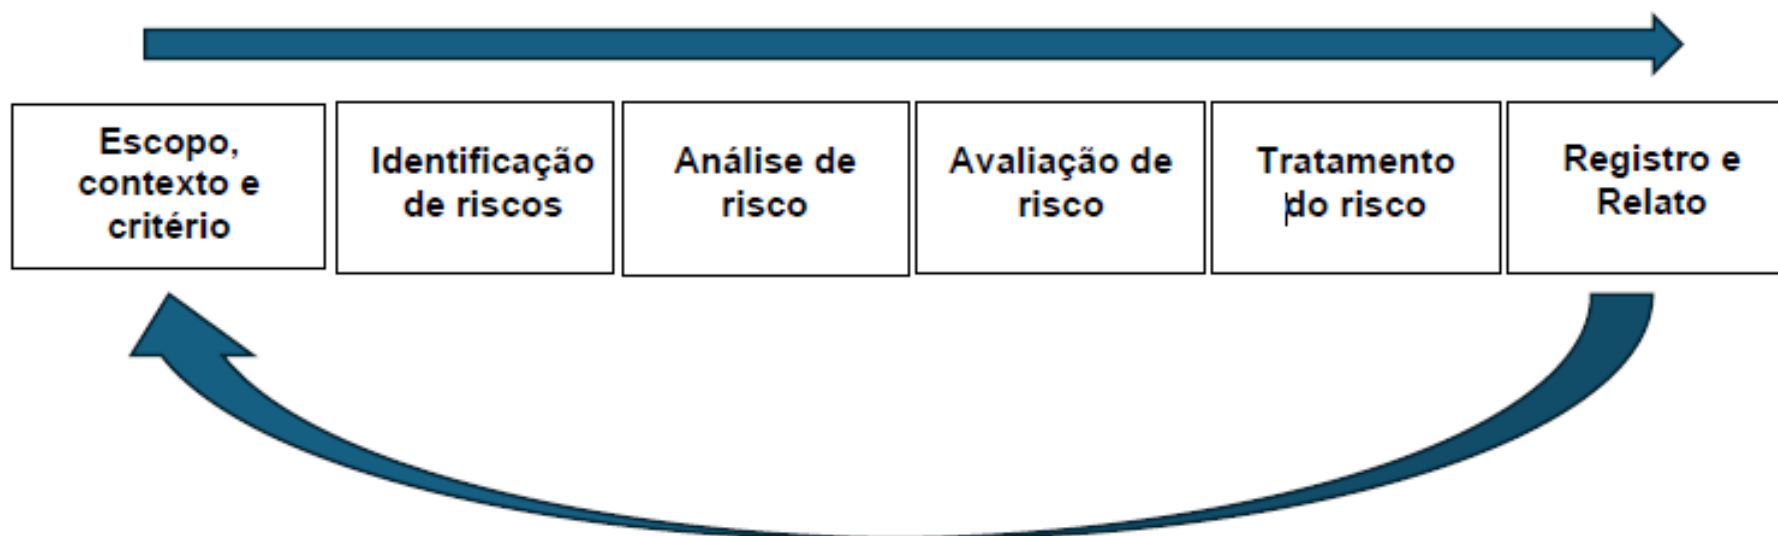 Escopo,
contexto e
critério
Identificação
de riscos
Análise de
risco
Avaliação de
risco
Tratamento
do risco
Registro e
Relato